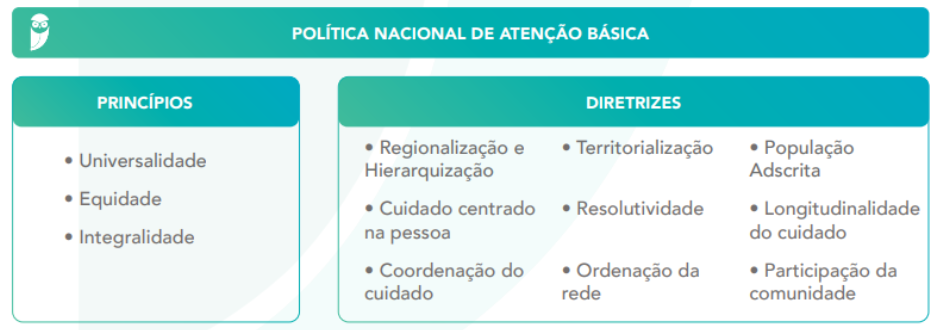 POLÍTICA NACIONAL DE ATENÇÃO BÁSICA
PRINCÍPIOS
• Universalidade
• Equidade
• Integralidade
DIRETRIZES
• Regionalização e
Hierarquização
• Territorialização
• População
Adscrita
• Cuidado centrado
na pessoa
• Resolutividade
• Longitudinalidade
do cuidado
• Coordenação do
cuidado
• Ordenação da
rede
• Participação da
comunidade